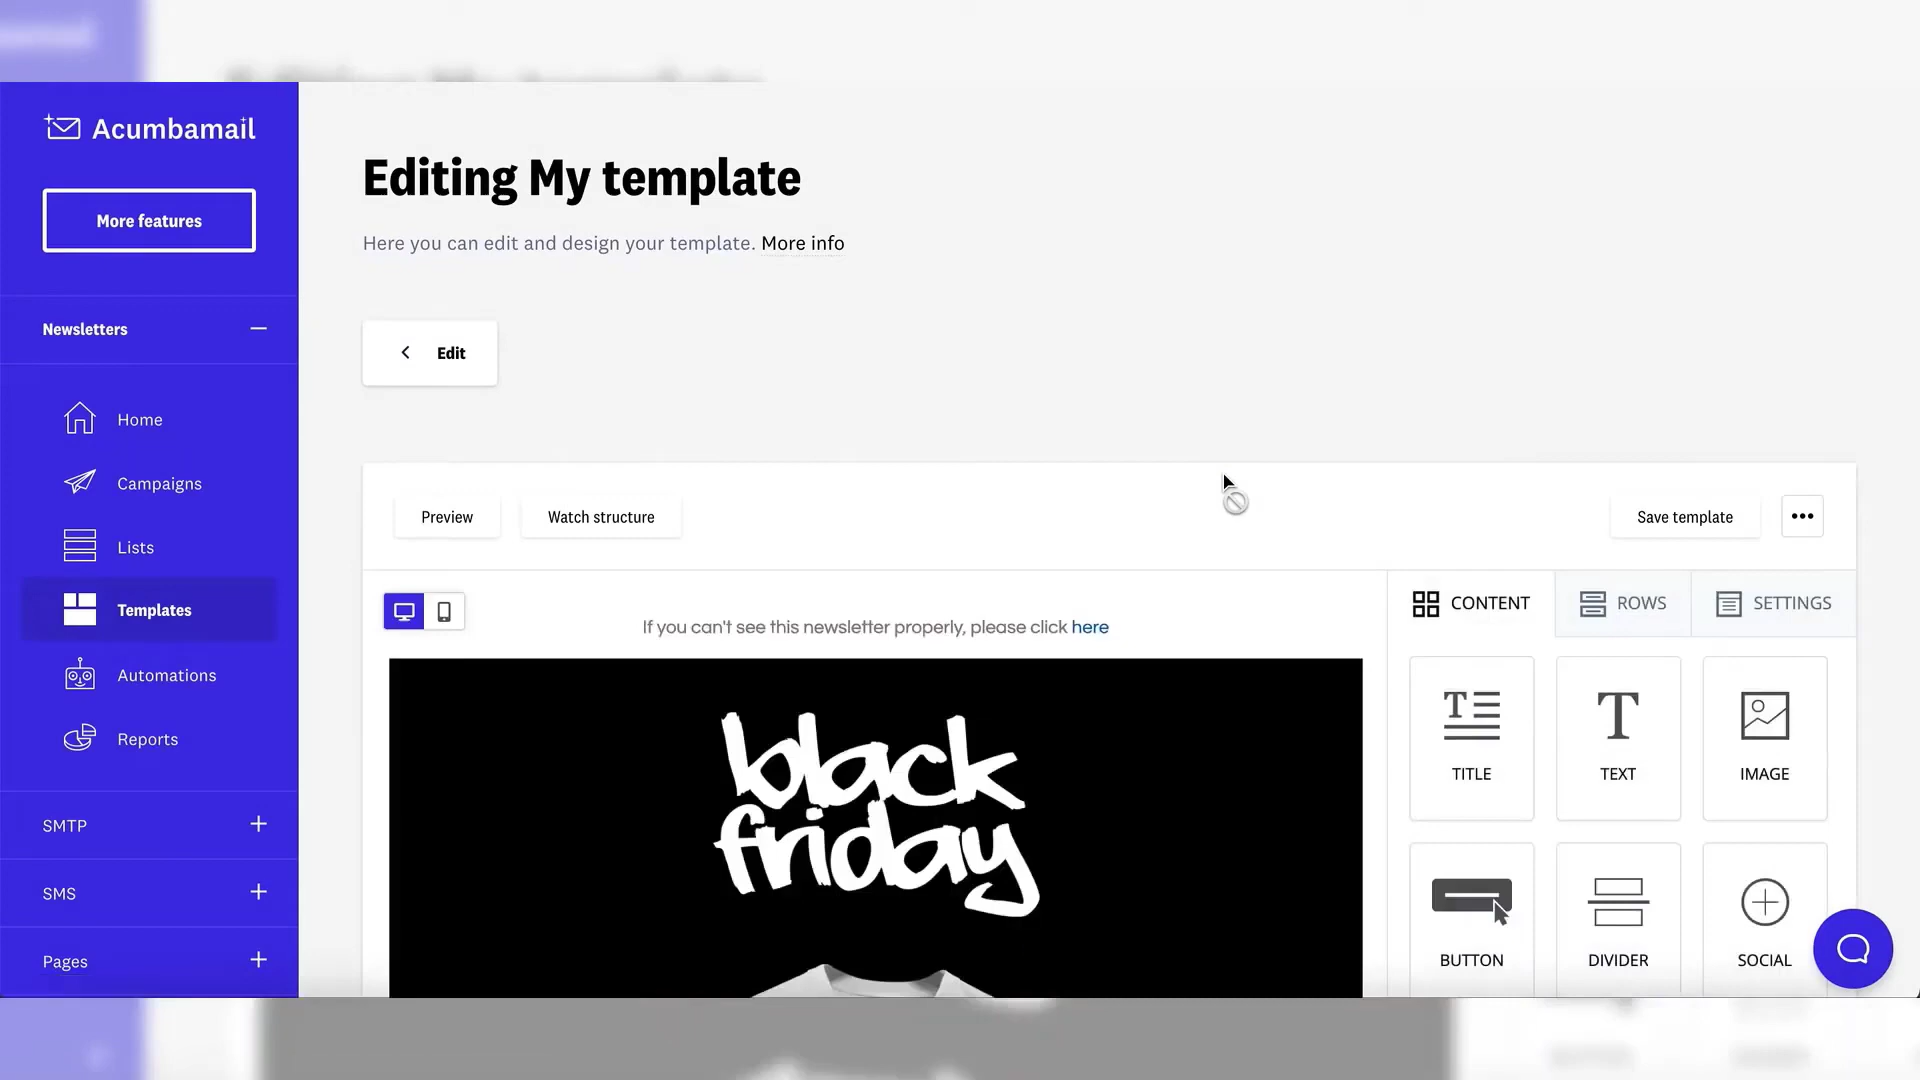 Acumbamail
More features
Newsletters
Home
Campaigns
Lists
Templates
Automations
Reports
SMTP
SMS
Pages
Editing My template
Here you can edit and design your template. More info
Edit
Preview
Watch structure
Save template
If you can't see this newsletter properly, please click here
black
friday
CONTENT
ROWS
SETTINGS
TITLE
TEXT
IMAGE
BUTTON
DIVIDER
SOCIAL